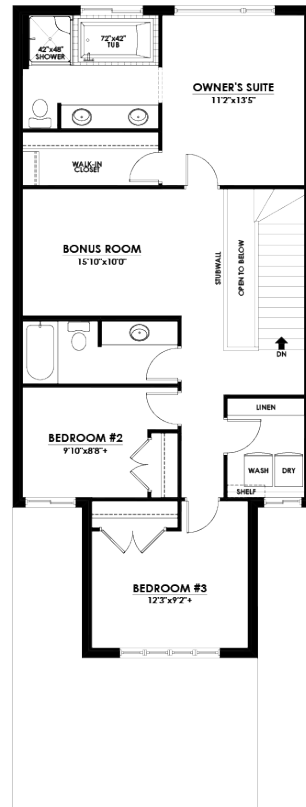 42"x48"
SHOWER
72"x42"
TUB
OWNER'S SUITE
11'2"x13'5"
WALK-IN
CLOSET
BONUS ROOM
15'10"x10'0"
STUBWALL
OPEN TO BELOW
DN
BEDROOM #2
9'10"x8'8"+
LINEN
WASH
DRY
SHELF
BEDROOM #3
12'3"x9'2"+